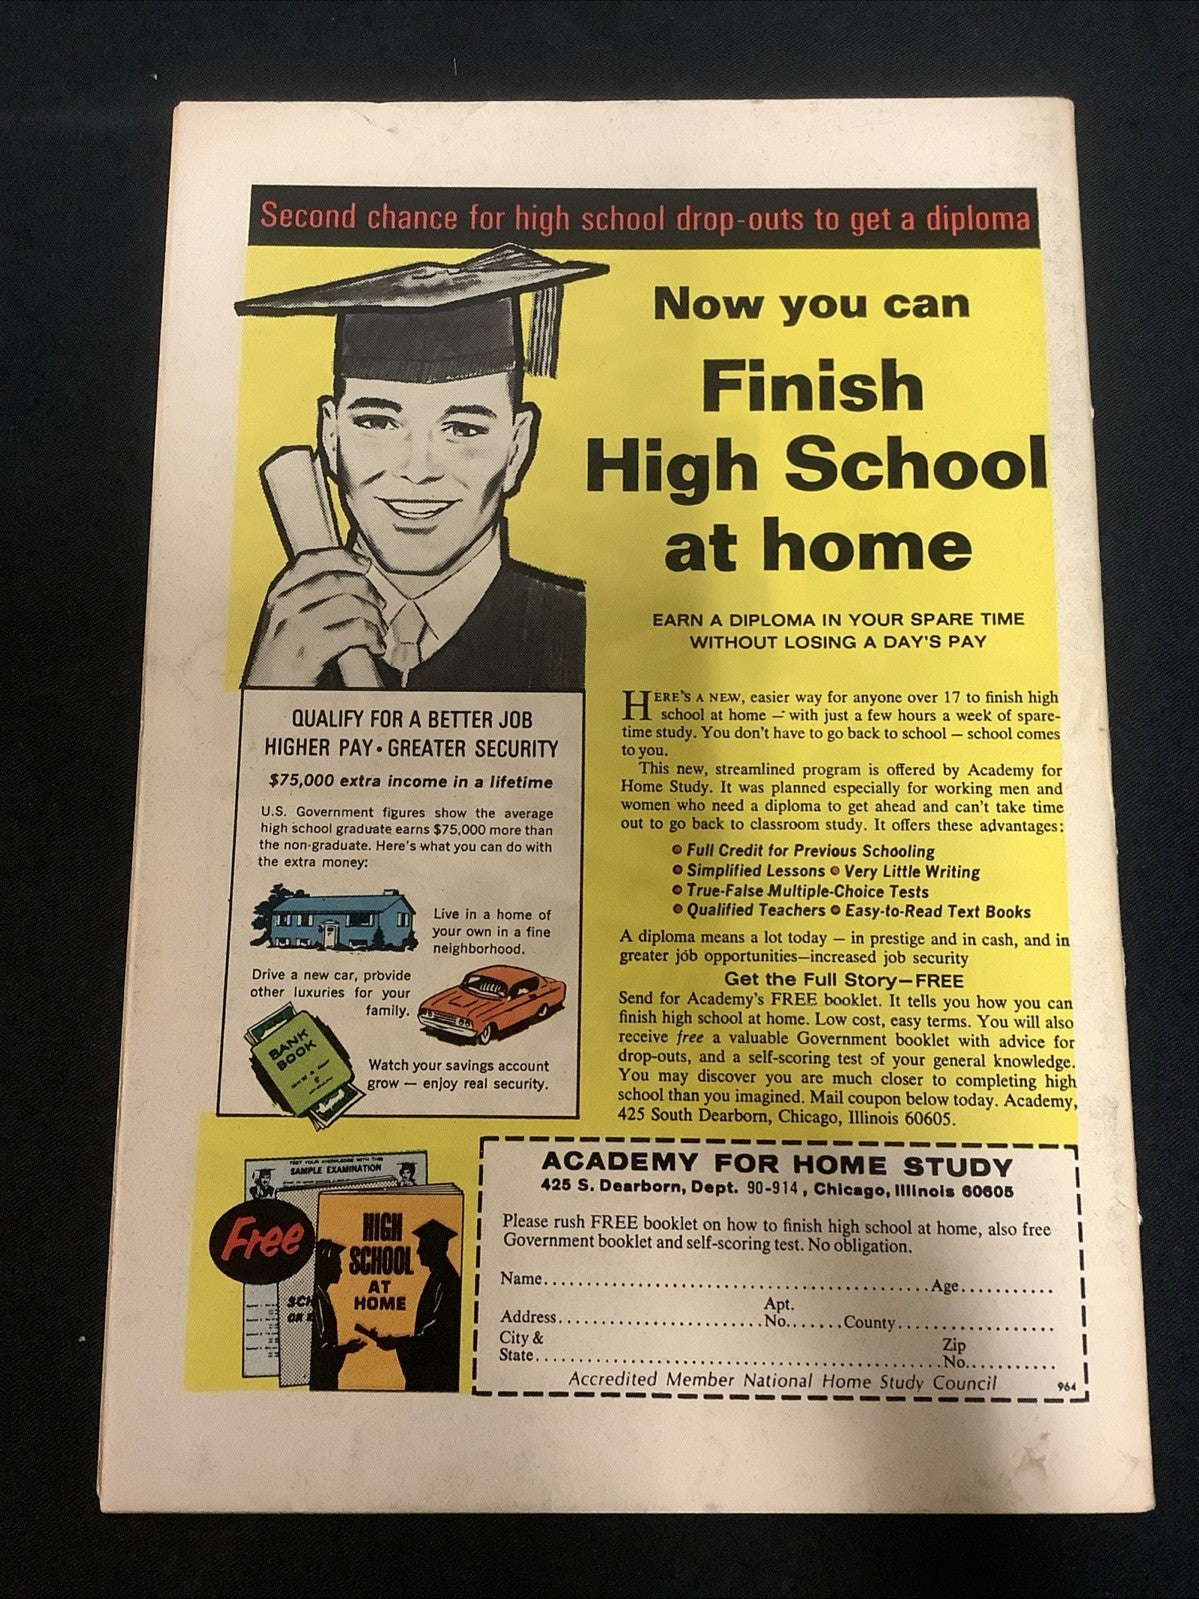 Second chance for high school drop-outs to get a diploma
Now you can
Finish
High School
at home
EARN A DIPLOMA IN YOUR SPARE TIME
WITHOUT LOSING A DAY'S PAY
QUALIFY FOR A BETTER JOB
HIGHER PAY • GREATER SECURITY
$75,000 extra income in a lifetime
U.S. Government figures show the average
high school graduate earns $75,000 more than
the non-graduate. Here's what you can do with
the extra money:
Live in a home of
your own in a fine
neighborhood.
Drive a new car, provide
other luxuries for your
family.
BANK
BOOK
Watch your savings account
grow — enjoy real security.
HERE'S A NEW, easier way for anyone over 17 to finish high
school at home — with just a few hours a week of spare-
time study. You don't have to go back to school — school comes
to you.
This new, streamlined program is offered by Academy for
Home Study. It was planned especially for working men and
women who need a diploma to get ahead and can't take time
out to go back to classroom study. It offers these advantages:
• Full Credit for Previous Schooling
• Simplified Lessons • Very Little Writing
• True-False Multiple-Choice Tests
• Qualified Teachers • Easy-to-Read Text Books
A diploma means a lot today — in prestige and in cash, and in
greater job opportunities—increased job security
Get the Full Story—FREE
Send for Academy's FREE booklet. It tells you how you can
finish high school at home. Low cost, easy terms. You will also
receive free a valuable Government booklet with advice for
drop-outs, and a self-scoring test of your general knowledge.
You may discover you are much closer to completing high
school than you imagined. Mail coupon below today. Academy,
425 South Dearborn, Chicago, Illinois 60605.
TEST YOUR KNOWLEDGE WITH THIS
SAMPLE EXAMINATION
Free
SCH
OR
HIGH
SCHOOL
AT
HOME
ACADEMY FOR HOME STUDY
425 S. Dearborn, Dept. 90-914, Chicago, Illinois 60605
Please rush FREE booklet on how to finish high school at home, also free
Government booklet and self-scoring test. No obligation.
Name.................................................Age............
Apt.
Address..........................No.......County....................
City & Zip
State......................................................No...........
Accredited Member National Home Study Council 964